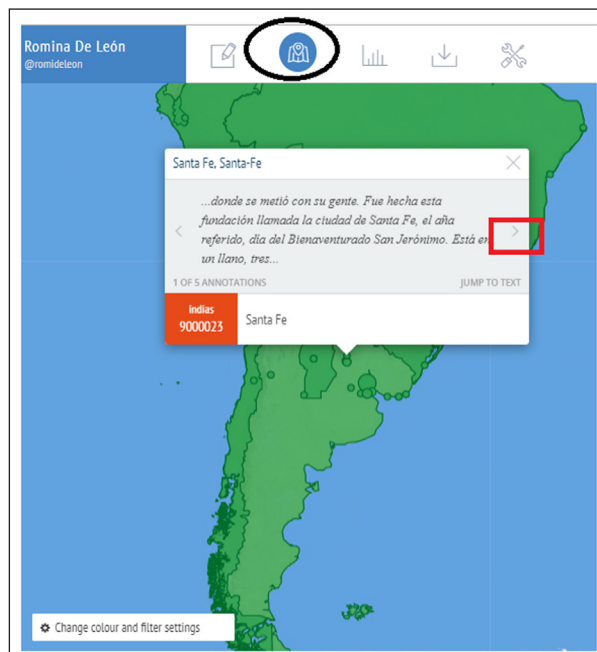 Romina De León
@romideleon
Santa Fe, Santa-Fe
...donde se metió con su gente. Fue hecha esta
fundación llamada la ciudad de Santa Fe, el aña
referido, día del Bienaventurado San Jerónimo. Está en
un llano, tres...
1 OF 5 ANNOTATIONS
JUMP TO TEXT
indias
9000023
Santa Fe
Change colour and filter settings